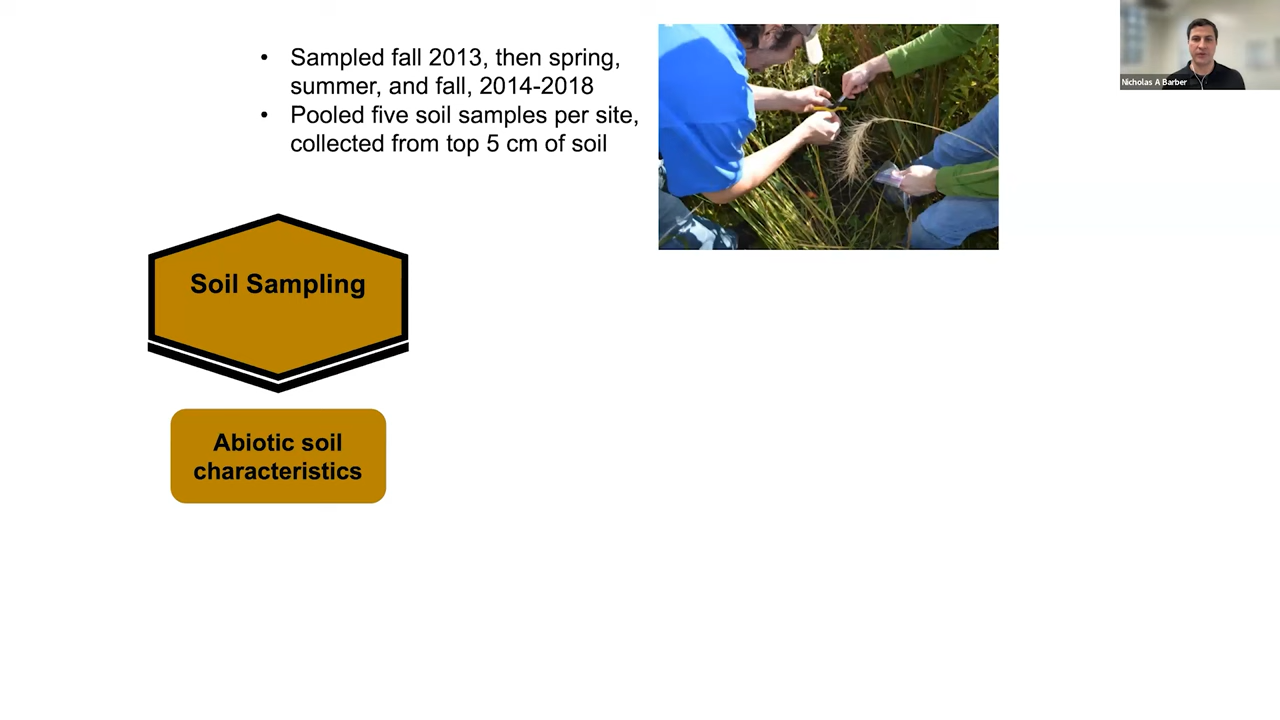 • Sampled fall 2013, then spring,
summer, and fall, 2014-2018
• Pooled five soil samples per site,
collected from top 5 cm of soil
Nicholas A Barber
Soil Sampling
Abiotic soil
characteristics